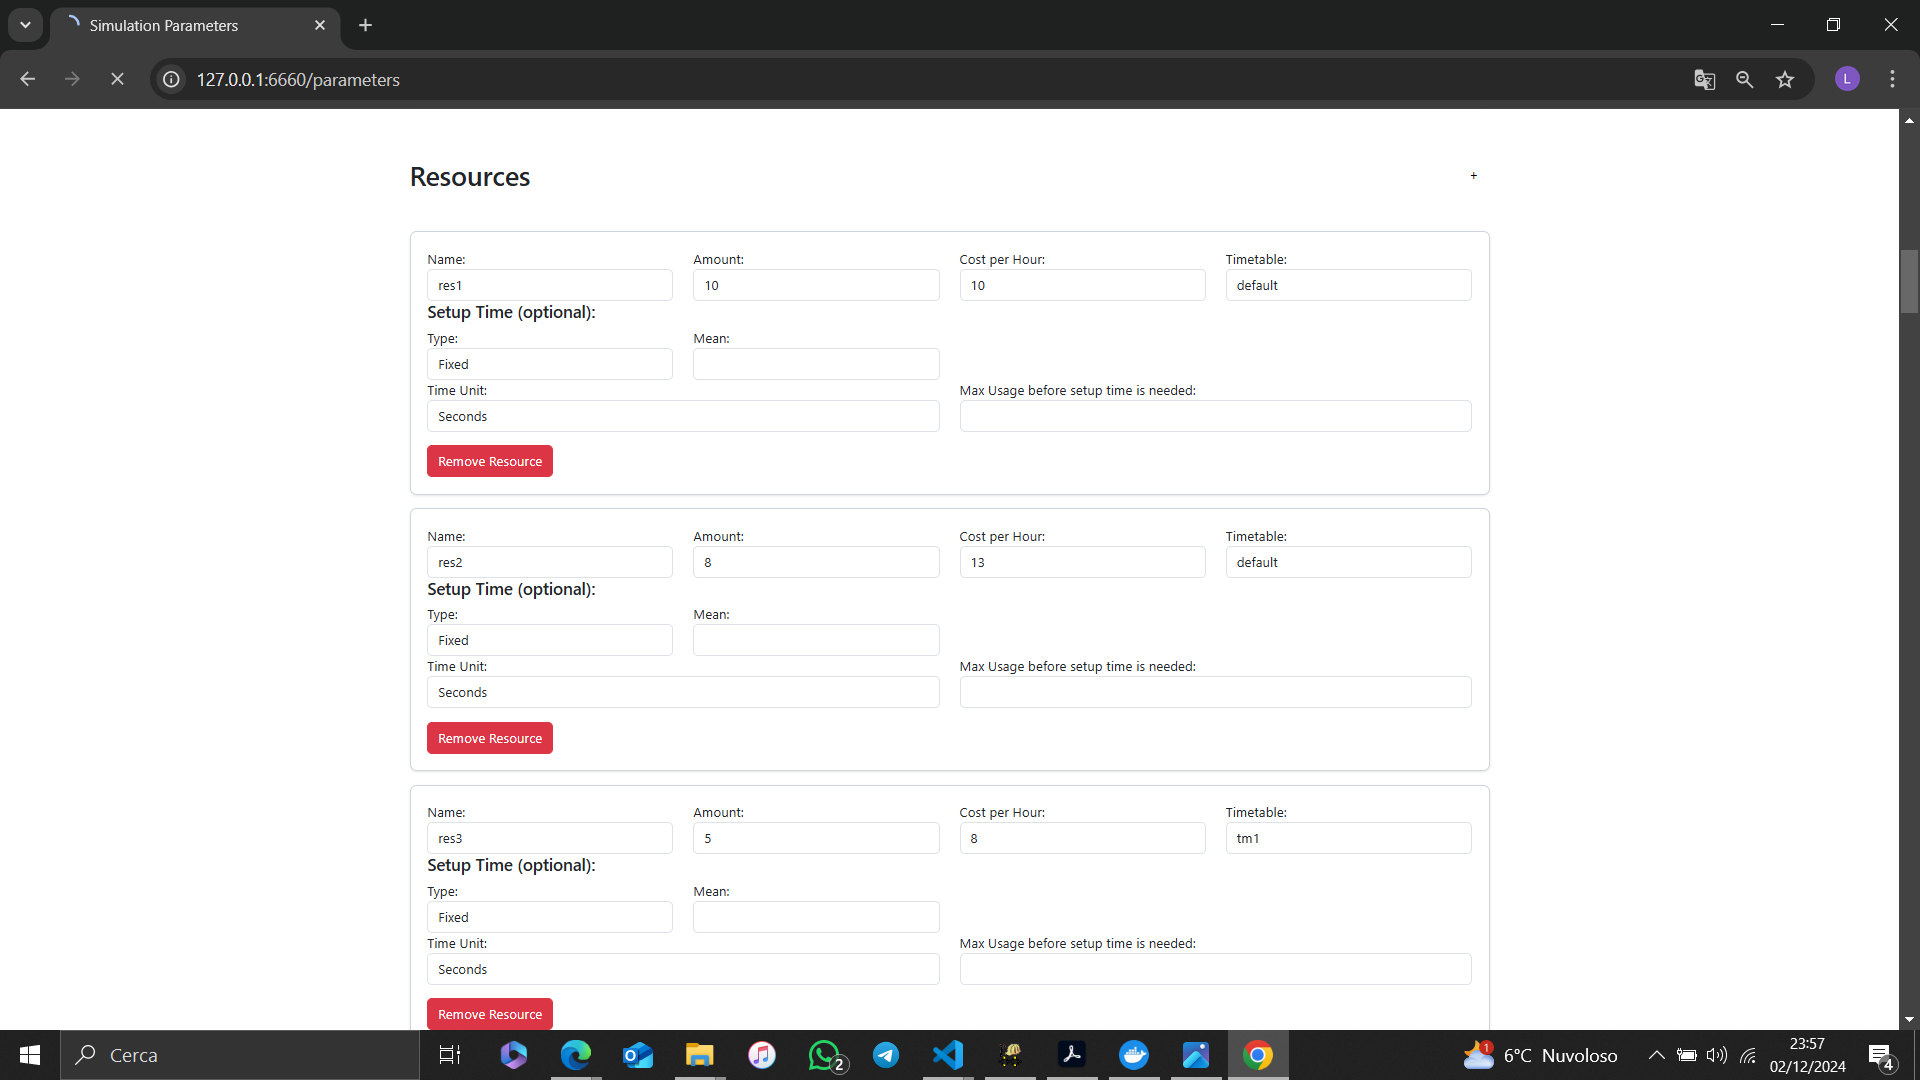 Simulation Parameters
127.0.0.1:6660/parameters
L
Resources +
Name: Amount: Cost per Hour: Timetable:
res1 10 10 default
Setup Time (optional):
Type: Mean:
Fixed
Time Unit: Max Usage before setup time is needed:
Seconds
Remove Resource
Name: Amount: Cost per Hour: Timetable:
res2 8 13 default
Setup Time (optional):
Type: Mean:
Fixed
Time Unit: Max Usage before setup time is needed:
Seconds
Remove Resource
Name: Amount: Cost per Hour: Timetable:
res3 5 8 tm1
Setup Time (optional):
Type: Mean:
Fixed
Time Unit: Max Usage before setup time is needed:
Seconds
Remove Resource
Cerca 2 1 6°C Nuvoloso 23:57
02/12/2024 4